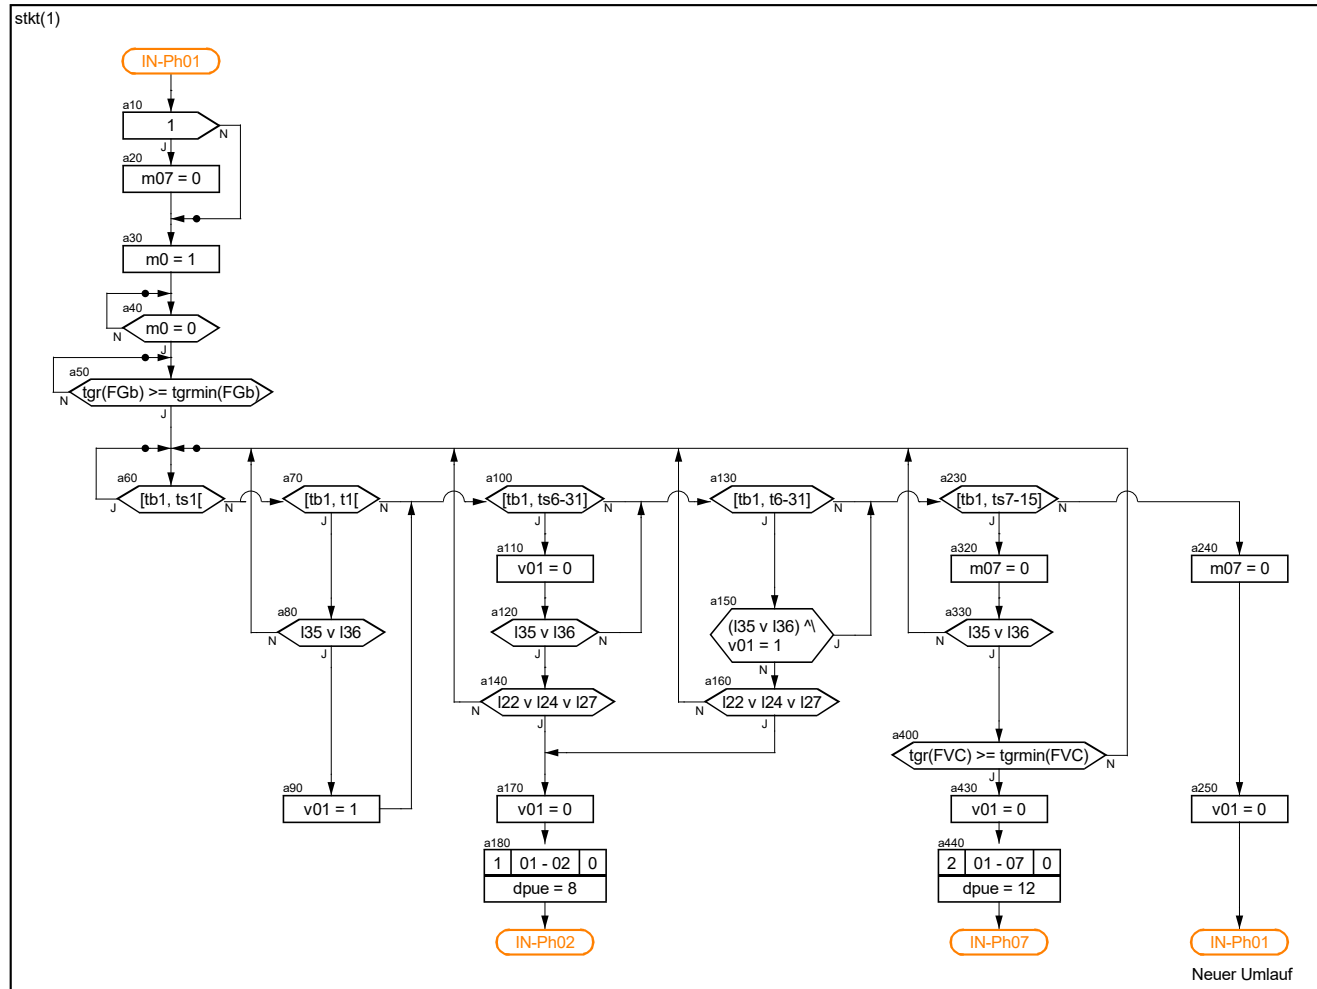 stkt(1)
IN-Ph01
a10
1
N
J
a20
m07 = 0
a30
m0 = 1
a40
m0 = 0
N
J
a50
tgr(FGb) >= tgrmin(FGb)
N
J
a60
[tb1, ts1[
J
N
a70
[tb1, t1[
N
J
a100
[tb1, ts6-31]
N
J
a130
[tb1, t6-31]
N
J
a230
[tb1, ts7-15]
N
J
a110
v01 = 0
a320
m07 = 0
a240
m07 = 0
a80
I35 v I36
N
J
a120
I35 v I36
N
J
a150
(I35 v I36) ^\
v01 = 1
J
N
a330
I35 v I36
N
J
a140
I22 v I24 v I27
N
J
a160
I22 v I24 v I27
N
J
a400
tgr(FVC) >= tgrmin(FVC)
N
J
a90
v01 = 1
a170
v01 = 0
a430
v01 = 0
a250
v01 = 0
a180
1 01 - 02 0
dpue = 8
a440
2 01 - 07 0
dpue = 12
IN-Ph02
IN-Ph07
IN-Ph01
Neuer Umlauf